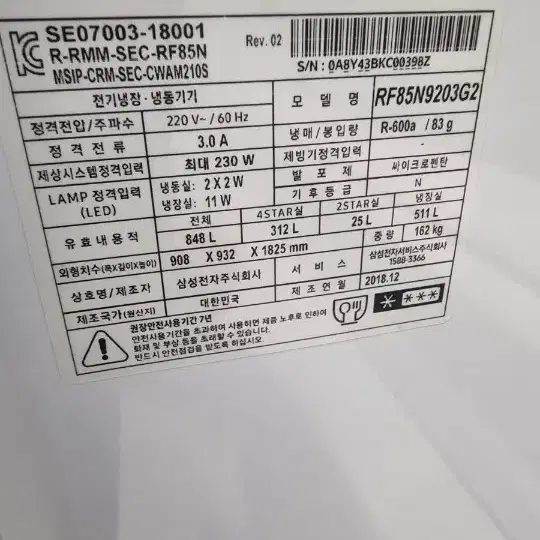 SE07003-18001
R-RMM-SEC-RF85N
MSIP-CRM-SEC-CWAM210S
Rev. 02
S/N : 0A8Y43BKC00398Z
전기냉장·냉동기기
모 델 명 RF85N9203G2
정격전압/주파수 220 V~ / 60 Hz
냉매/봉입량 R-600a / 83 g
정 격 전 류 3.0 A
제빙기정격입력 -
제상시스템정격입력 최대 230 W
발 포 제 싸이크로펜탄
LAMP 정격입력 (LED) 냉동실: 2 X 2 W
냉장실: 11 W
기후등급 N
유효내용적 전체 4STAR실 2STAR실 냉장실
848 L 312 L 25 L 511 L
외형치수(폭X깊이X높이) 908 X 932 X 1825 mm
중량 162 kg
상호명/제조자 삼성전자주식회사
서 비 스 삼성전자서비스주식회사
1588-3366
제조국가(원산지) 대한민국
제 조 연 월 2018.12
권장안전사용기간 7년
안전사용기간을 초과하여 사용하면 제품 노후로 인하여
화재 및 부상 등을 초래할 수 있으니
반드시 안전점검을 받도록 하십시오